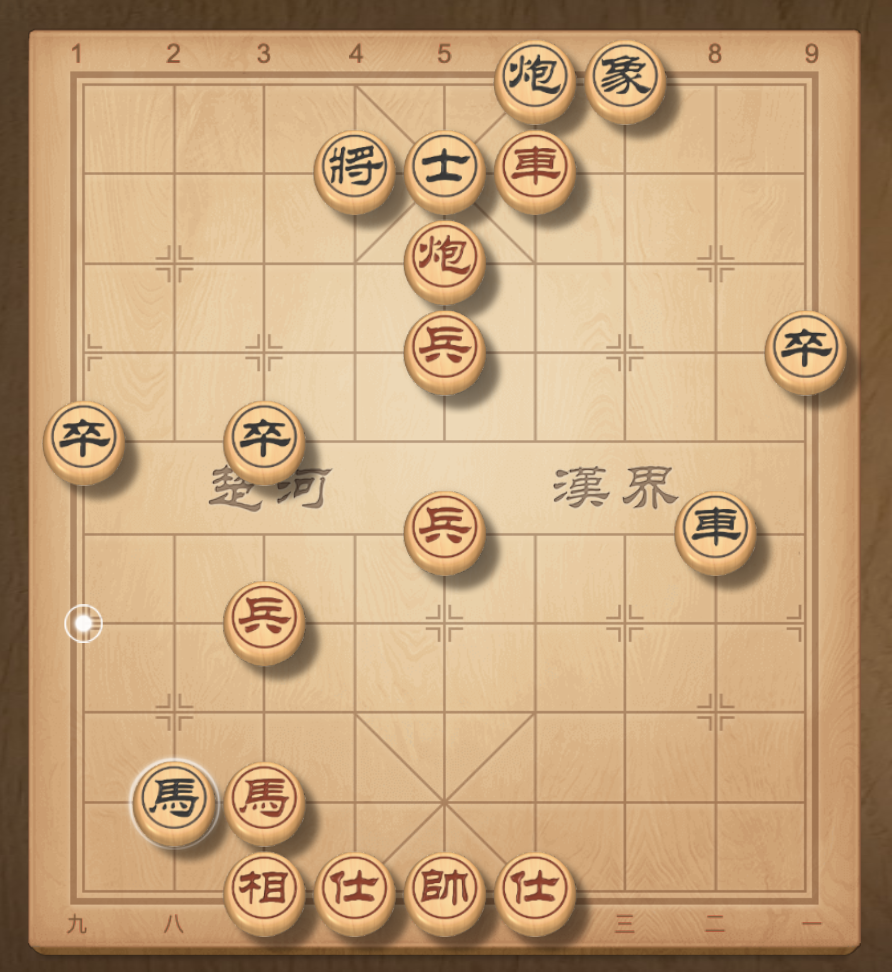 1 2 3 4 5 炮 象 8 9
將 士 車
炮
兵 卒
卒 卒
楚河 漢界
兵 車
兵
馬 馬
相 仕 帥 仕
九 八 三 二 一